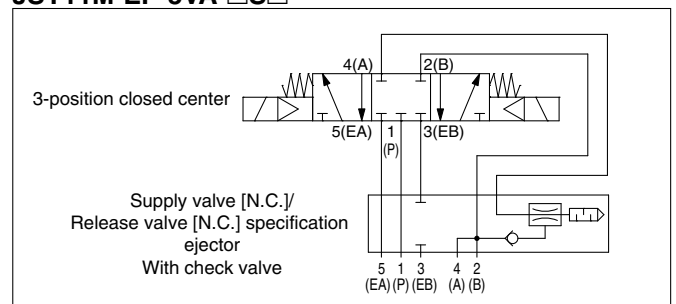 4(A) 2(B)
3-position closed center
5(EA) 1 3(EB)
(P)
Supply valve [N.C.]/
Release valve [N.C.] specification
ejector
With check valve
5 1 3 4 2
(EA) (P) (EB) (A) (B)